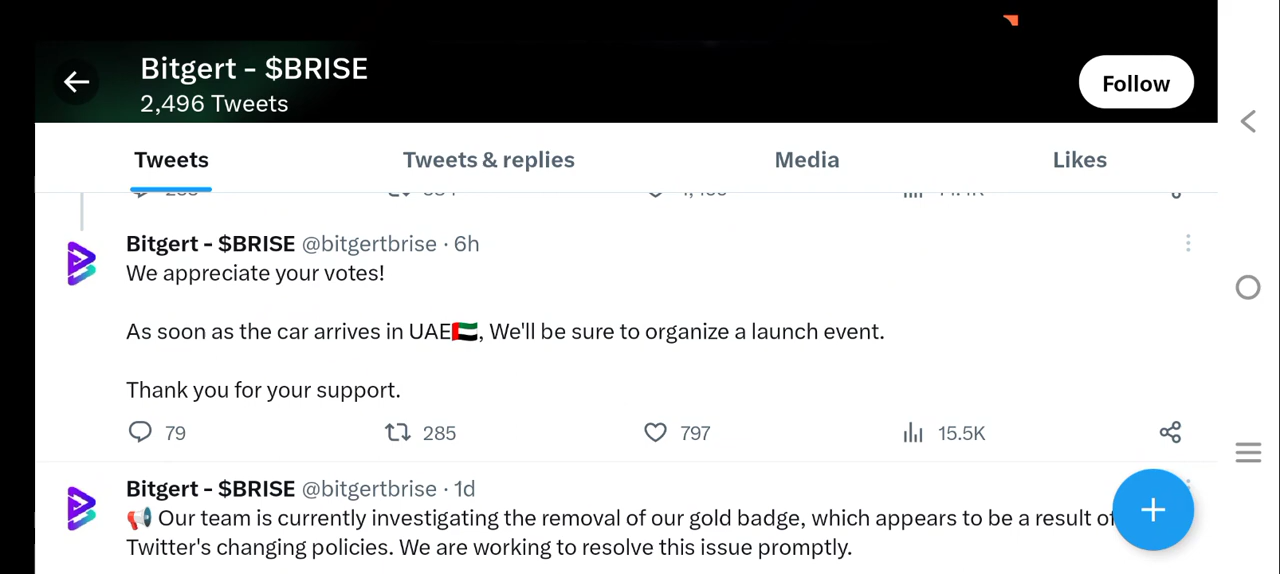 Bitgert - $BRISE
2,496 Tweets
Follow
Tweets
Tweets & replies
Media
Likes
Bitgert - $BRISE @bitgertbrise · 6h
We appreciate your votes!
As soon as the car arrives in UAE🇦🇪, We'll be sure to organize a launch event.
Thank you for your support.
79
285
797
15.5K
Bitgert - $BRISE @bitgertbrise · 1d
📢 Our team is currently investigating the removal of our gold badge, which appears to be a result of
Twitter's changing policies. We are working to resolve this issue promptly.